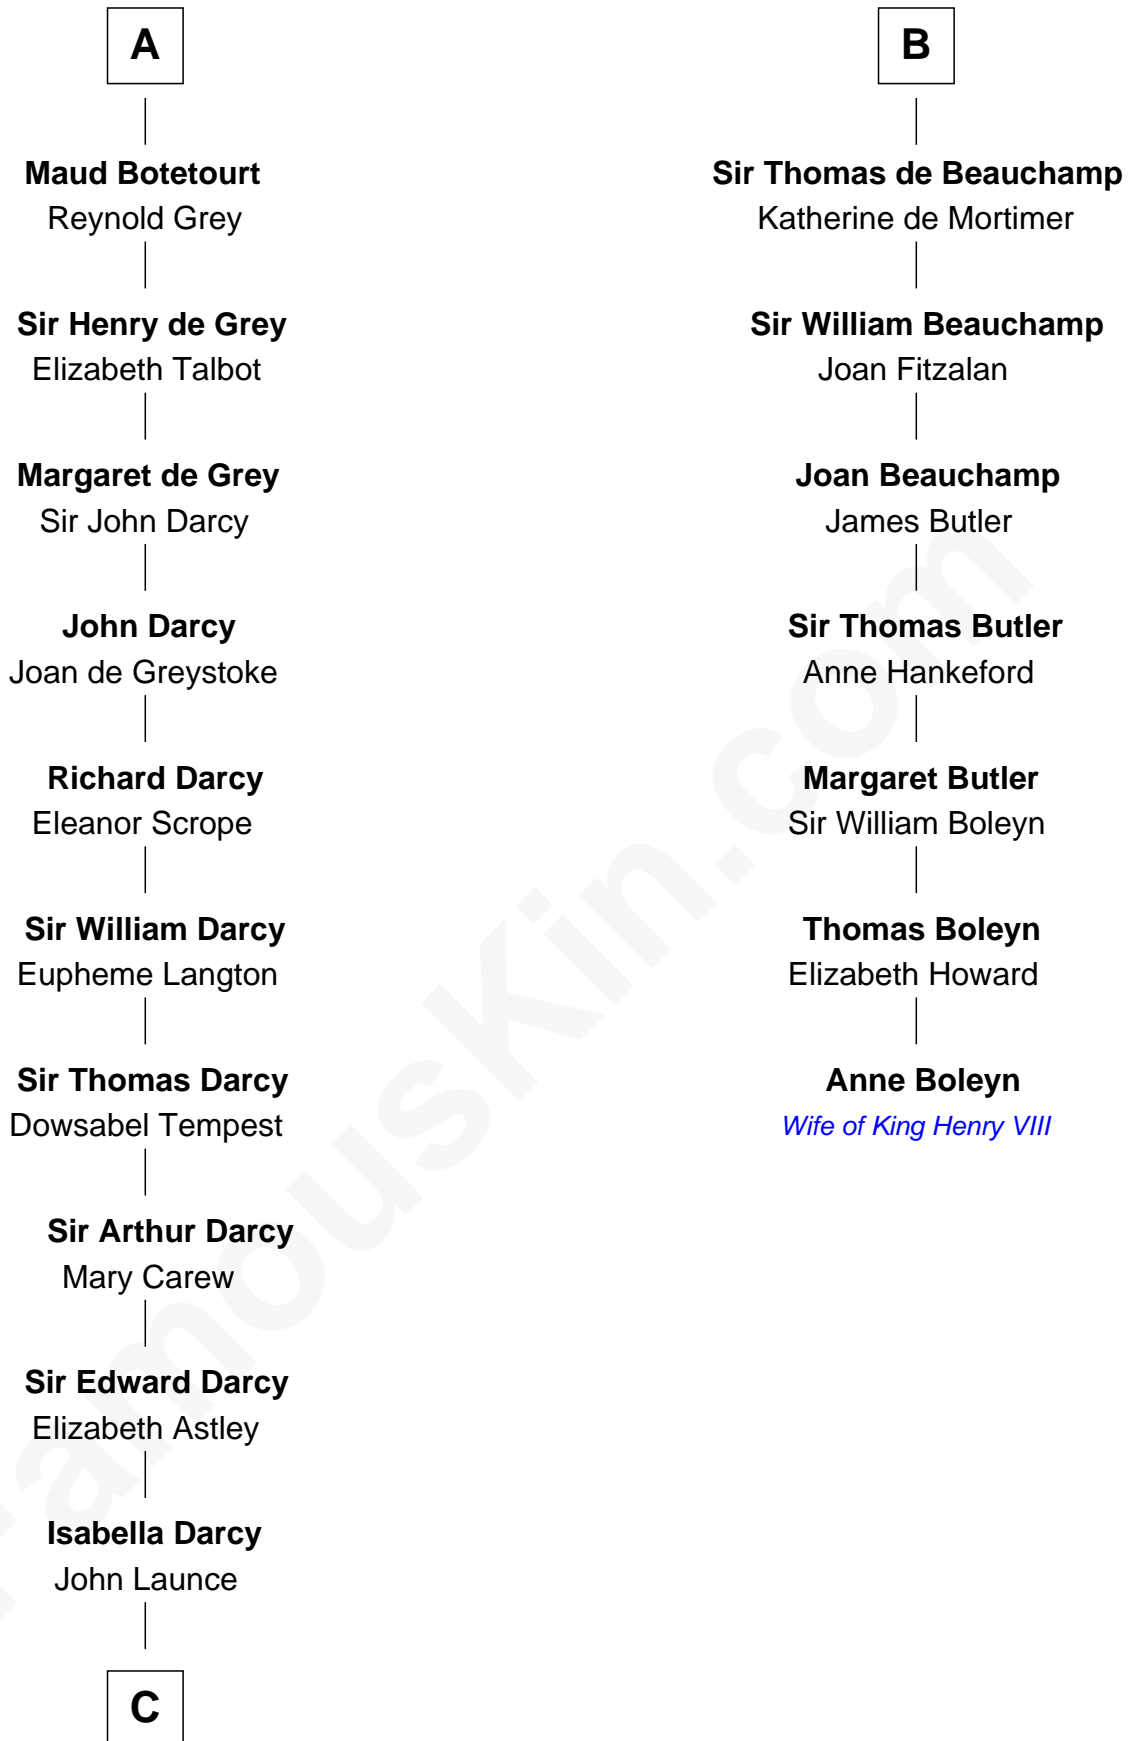 A
Maud Botetourt
Reynold Grey
Sir Henry de Grey
Elizabeth Talbot
Margaret de Grey
Sir John Darcy
John Darcy
Joan de Greystoke
Richard Darcy
Eleanor Scrope
Sir William Darcy
Eupheme Langton
Sir Thomas Darcy
Dowsabel Tempest
Sir Arthur Darcy
Mary Carew
Sir Edward Darcy
Elizabeth Astley
Isabella Darcy
John Launce
C
B
Sir Thomas de Beauchamp
Katherine de Mortimer
Sir William Beauchamp
Joan Fitzalan
Joan Beauchamp
James Butler
Sir Thomas Butler
Anne Hankeford
Margaret Butler
Sir William Boleyn
Thomas Boleyn
Elizabeth Howard
Anne Boleyn
Wife of King Henry VIII
FamousKin.com